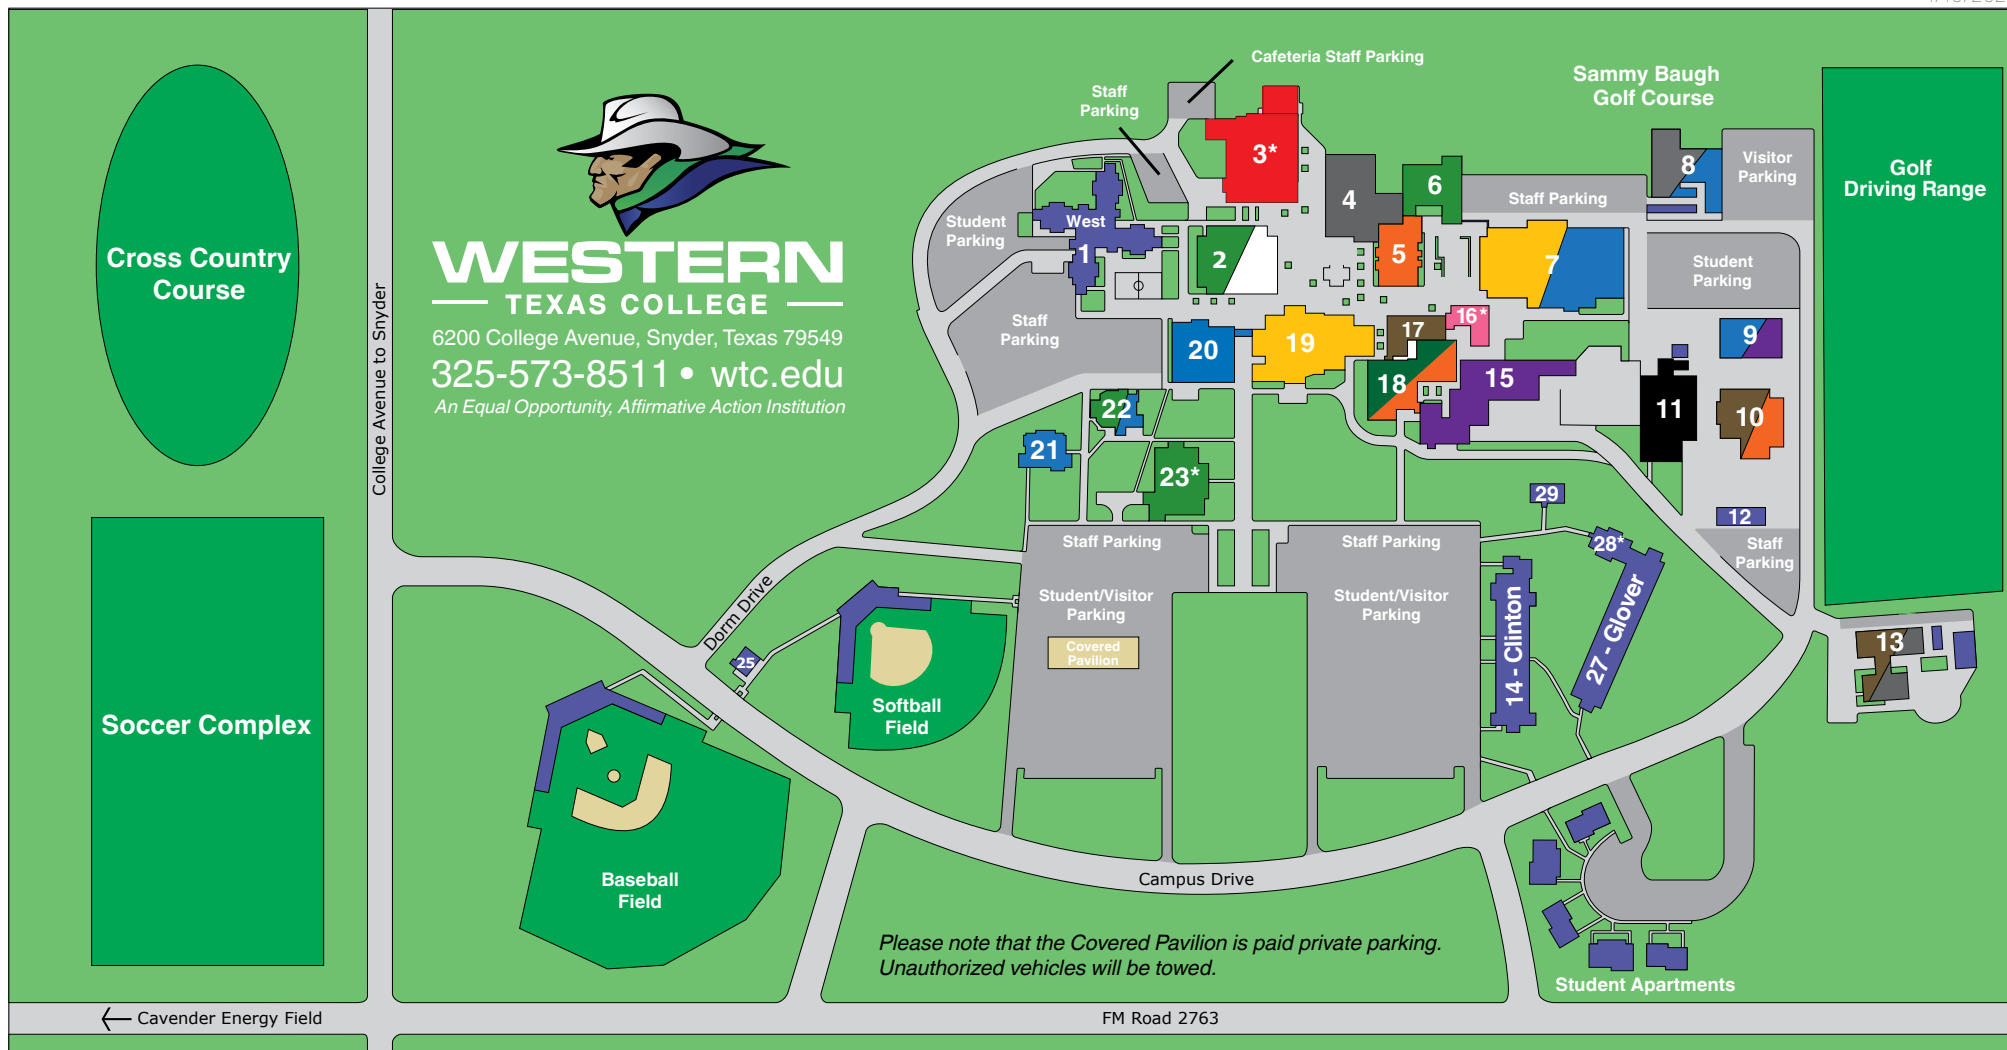 Cafeteria Staff Parking
Staff
Parking
Sammy Baugh
Golf Course
Golf
Driving Range
Visitor
Parking
3*
4
6
8
Staff Parking
Student
Parking
West
1
2
5
7
Student
Parking
Cross Country
Course
WESTERN
TEXAS COLLEGE
6200 College Avenue, Snyder, Texas 79549
325-573-8511 • wtc.edu
An Equal Opportunity, Affirmative Action Institution
College Avenue to Snyder
Staff
Parking
20
19
17
16*
9
18
15
11
10
22
21
23*
29
12
28*
Staff
Parking
Staff Parking
Staff Parking
Student/Visitor
Parking
Student/Visitor
Parking
Covered
Pavilion
Dorm Drive
25
14 - Clinton
27 - Glover
13
Soccer Complex
Softball
Field
Baseball
Field
Campus Drive
Please note that the Covered Pavilion is paid private parking.
Unauthorized vehicles will be towed.
Student Apartments
Cavender Energy Field
FM Road 2763